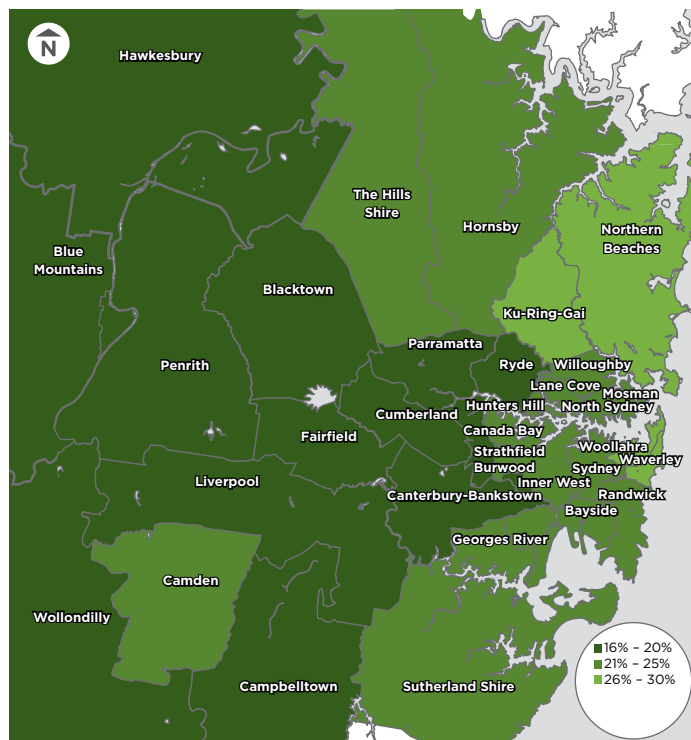 N
Hawkesbury
The Hills
Shire
Hornsby
Northern
Beaches
Blue
Mountains
Blacktown
Ku-Ring-Gai
Parramatta
Penrith
Ryde
Willoughby
Lane Cove
Mosman
Hunters Hill
North Sydney
Cumberland
Canada Bay
Fairfield
Strathfield
Woollahra
Waverley
Burwood
Sydney
Liverpool
Inner West
Canterbury-Bankstown
Randwick
Bayside
Georges River
Camden
Wollondilly
Campbelltown
Sutherland Shire
16% – 20%
21% – 25%
26% – 30%